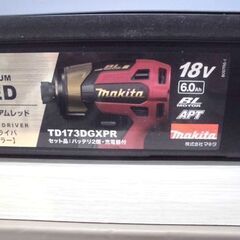 UM
ED
アムレッド
DRIVER
ライバ
ラー】
BL
makita
TD173DGXPR
セット品：バッテリ2個・充電器付
18V
6.0Ah
BL
MOTOR
APT
Makita
株式会社マキタ